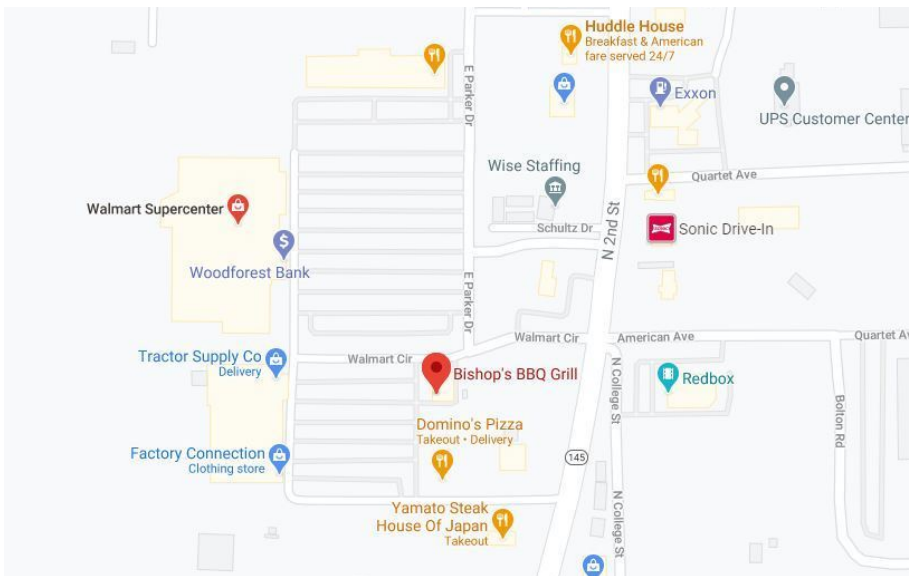 Huddle House
Breakfast & American
fare served 24/7
E Parker Dr
Exxon
UPS Customer Center
Wise Staffing
Quartet Ave
Walmart Supercenter
Schultz Dr
N 2nd St
Sonic Drive-In
$
Woodforest Bank
E Parker Dr
Walmart Cir
American Ave
Quartet Av
Tractor Supply Co
Delivery
Walmart Cir
Bishop's BBQ Grill
N College St
Redbox
Domino's Pizza
Takeout • Delivery
Bolton Rd
Factory Connection
Clothing store
145
Yamato Steak
House Of Japan
Takeout
N College St